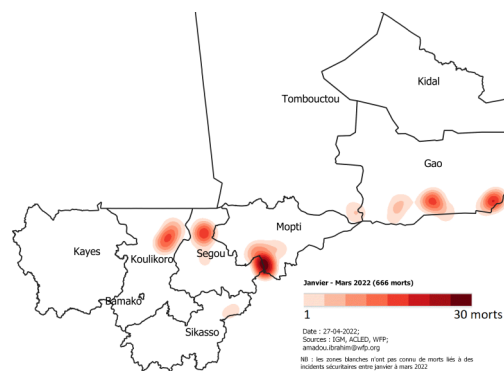 Kidal
Tombouctou
Gao
Mopti
Kayes
Segou
Koulikoro
Bamako
Sikasso
Janvier - Mars 2022 (666 morts)
1
30 morts
Date : 27-04-2022;
Sources : IGM, ACLED, WFP;
amadou.ibrahim@wfp.org
NB : les zones blanches n'ont pas connu de morts liés à des
incidents sécuritaires entre janvier à mars 2022